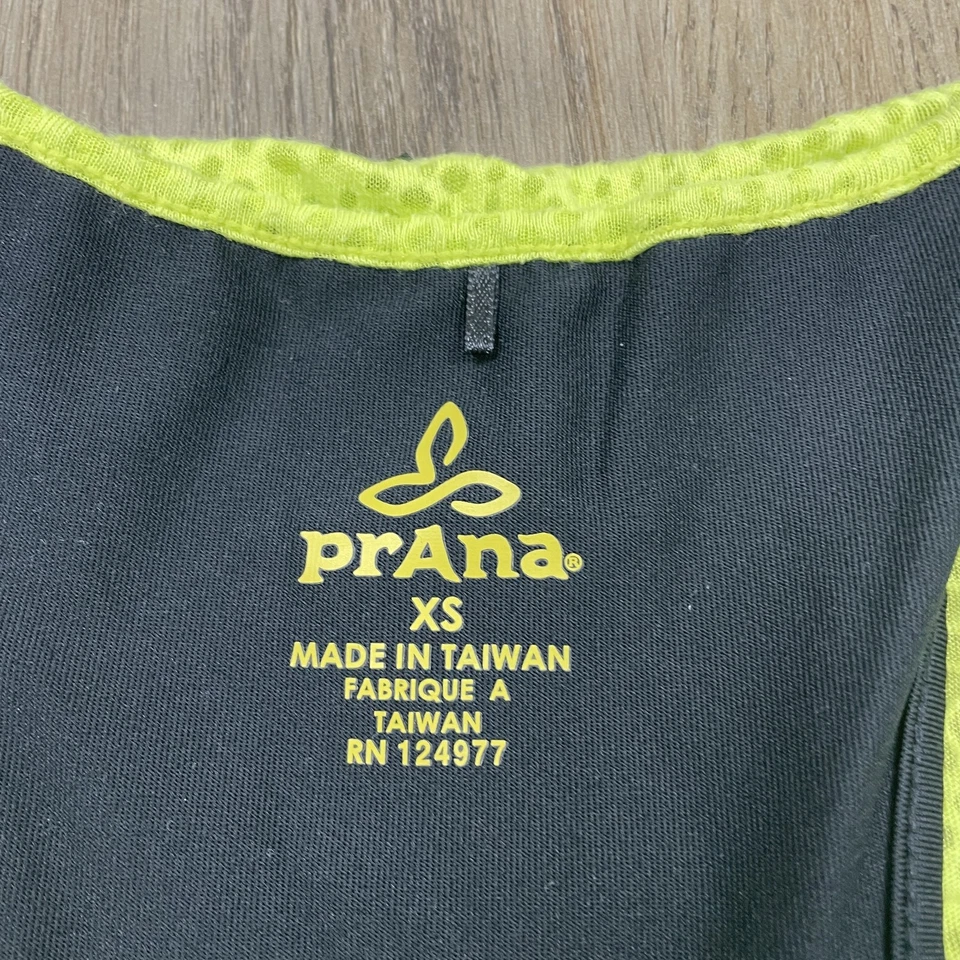 prAna®
XS
MADE IN TAIWAN
FABRIQUE A
TAIWAN
RN 124977